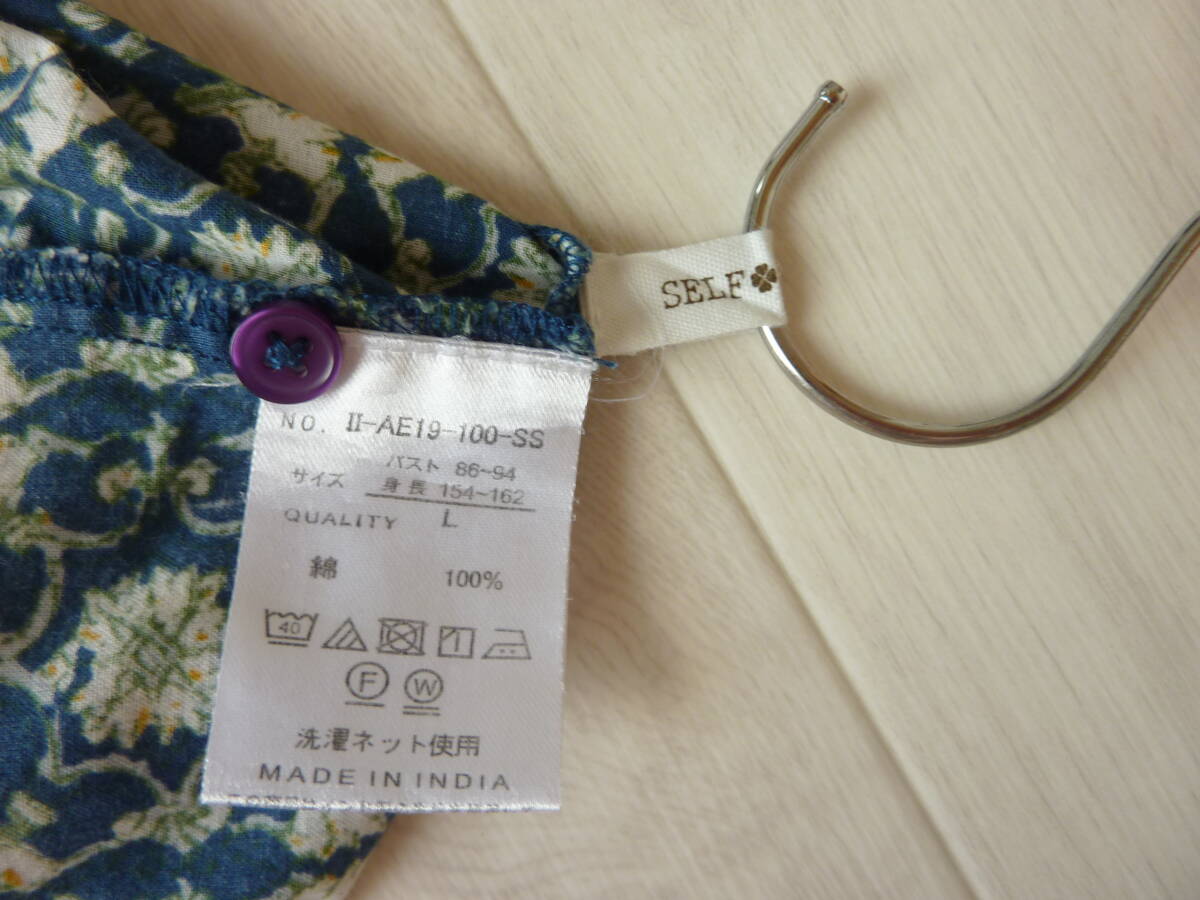 SELF
NO. II-AE19-100-SS
サイズ バスト 86~94
身長 154~162
QUALITY L
綿 100%
40
F W
洗濯ネット使用
MADE IN INDIA